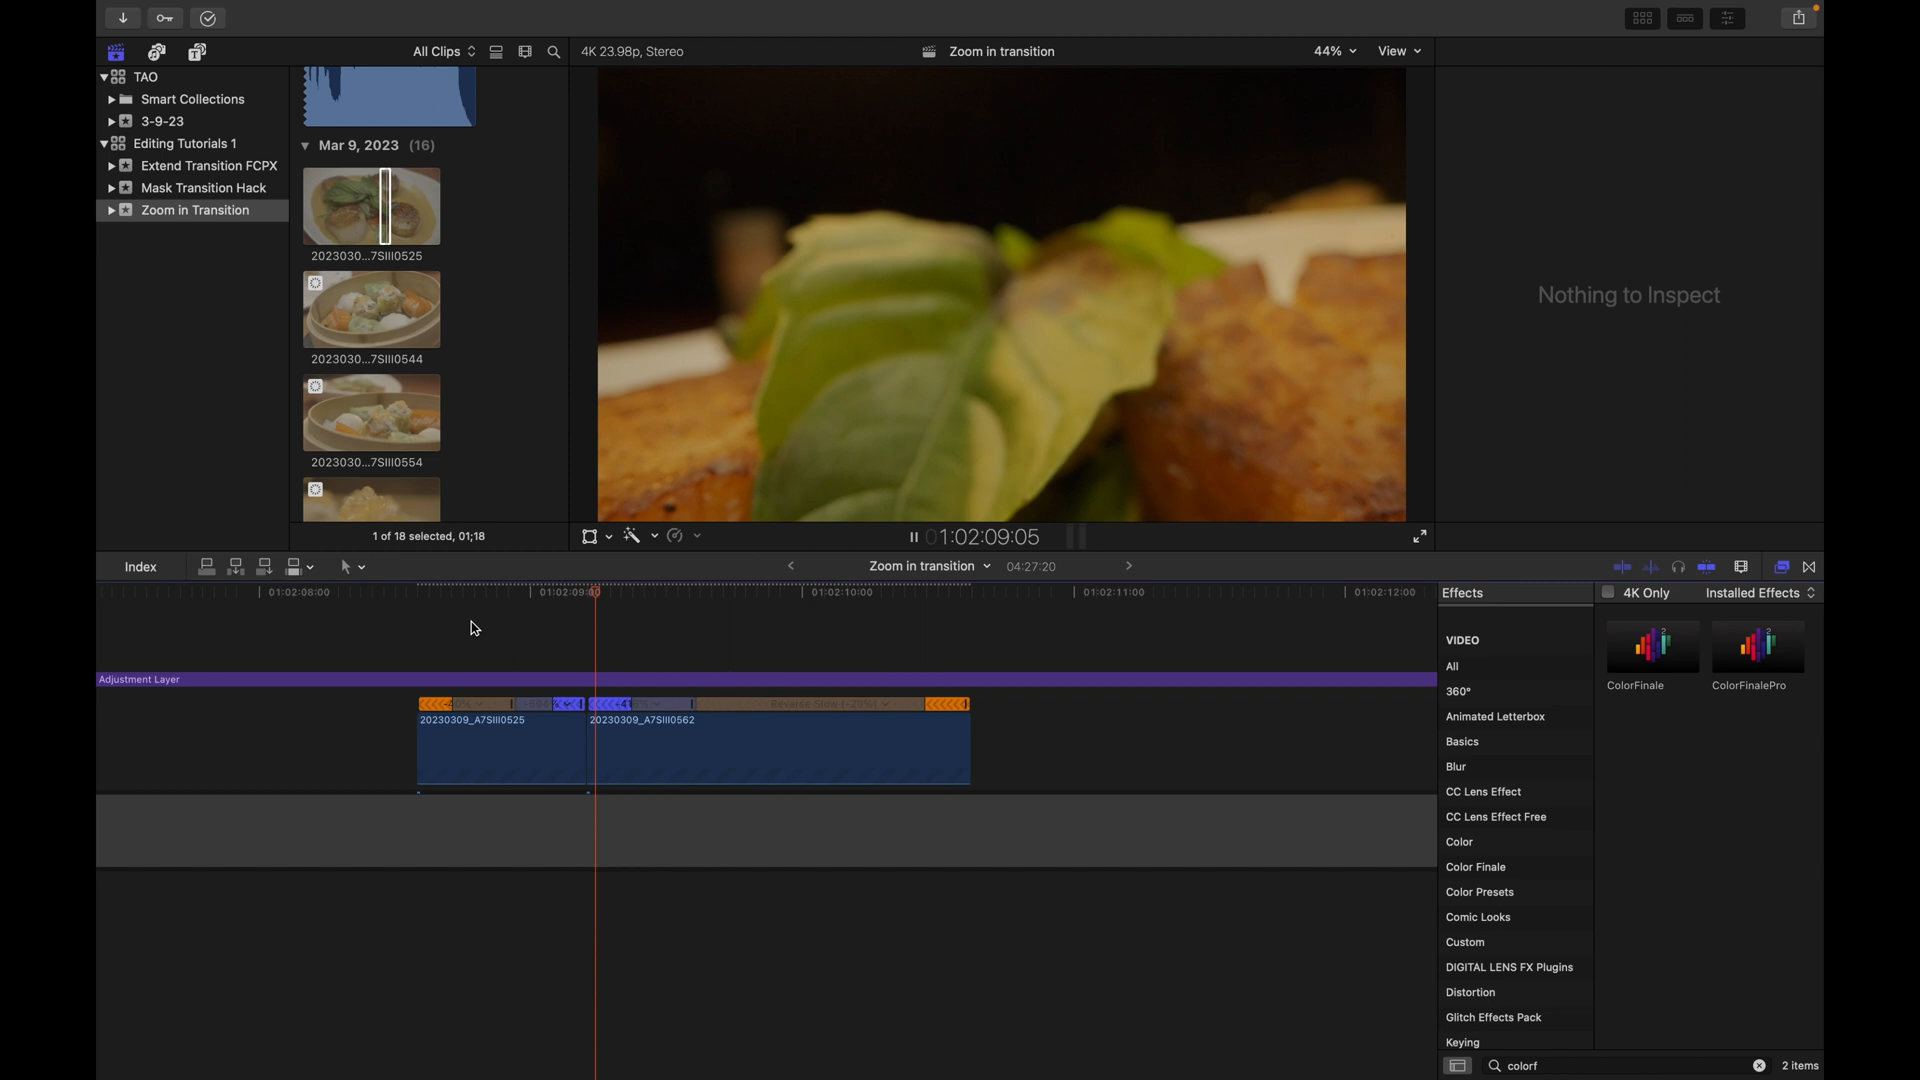 All Clips
4K 23.98p, Stereo
Zoom in transition
44%
View
TAO
Smart Collections
3-9-23
Editing Tutorials 1
Extend Transition FCPX
Mask Transition Hack
Zoom in Transition
Mar 9, 2023 (16)
2023030...7SIII0525
2023030...7SIII0544
2023030...7SIII0554
1 of 18 selected, 01;18
01:02:09:05
Nothing to Inspect
Index
Zoom in transition
04:27:20
01:02:08:00
01:02:09:00
01:02:10:00
01:02:11:00
01:02:12:00
Adjustment Layer
Reverse Slow (-20%)
20230309_A7SIII0525
20230309_A7SIII0562
Effects
4K Only
Installed Effects
VIDEO
All
360°
Animated Letterbox
Basics
Blur
CC Lens Effect
CC Lens Effect Free
Color
Color Finale
Color Presets
Comic Looks
Custom
DIGITAL LENS FX Plugins
Distortion
Glitch Effects Pack
Keying
2
ColorFinale
2
ColorFinalePro
colorf
2 items